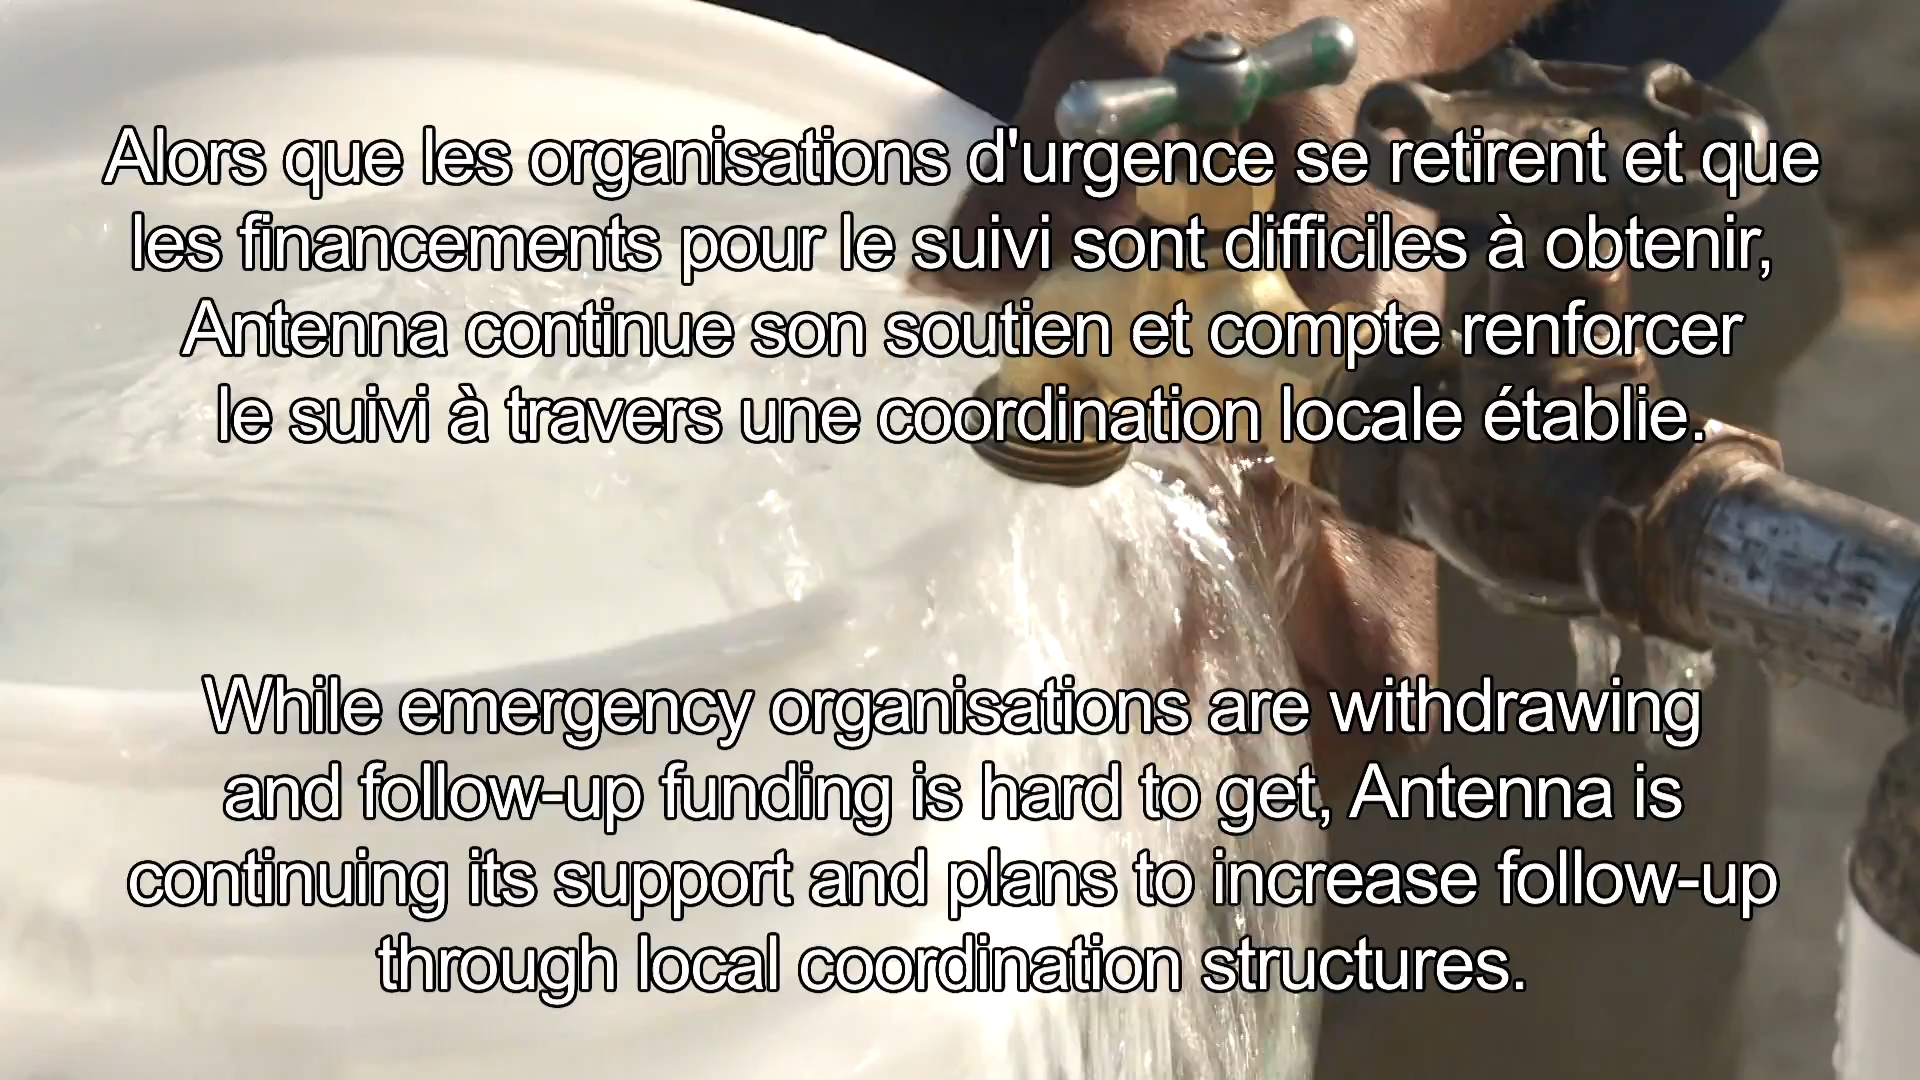 Alors que les organisations d'urgence se retirent et que
les financements pour le suivi sont difficiles à obtenir,
Antenna continue son soutien et compte renforcer
le suivi à travers une coordination locale établie.
While emergency organisations are withdrawing
and follow-up funding is hard to get, Antenna is
continuing its support and plans to increase follow-up
through local coordination structures.